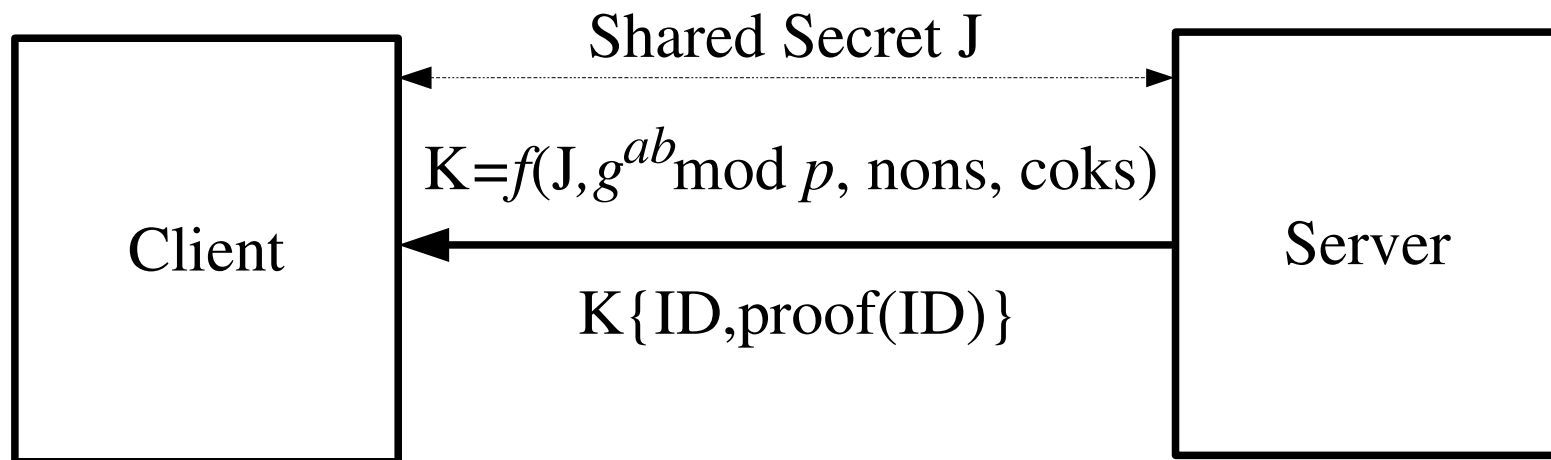 Shared Secret J
K=f(J,g^ab mod p, nons, coks)
Client
Server
K{ID,proof(ID)}